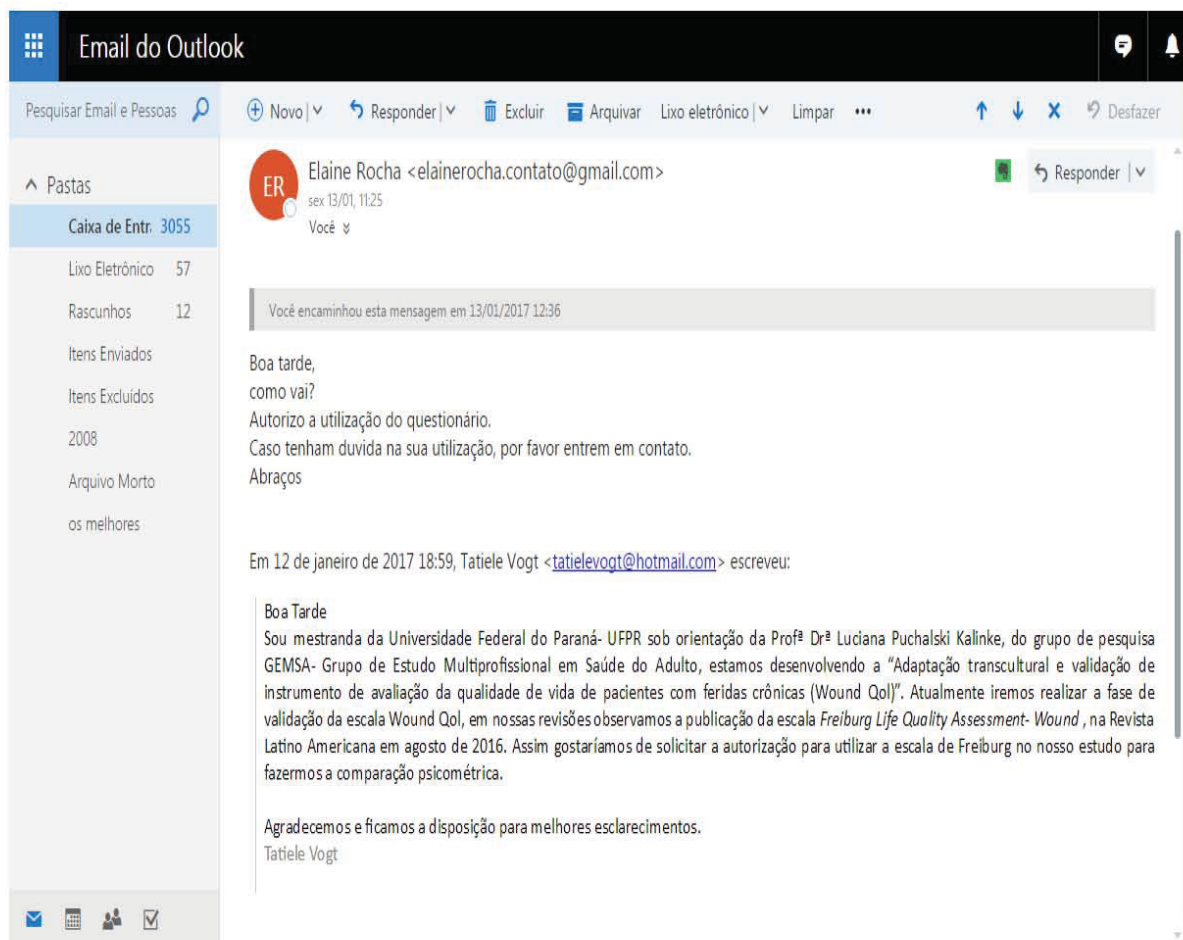 Email do Outlook
Pesquisar Email e Pessoas
Novo | Responder | Excluir Arquivar Lixo eletrônico | Limpar ••• Desfazer
Pastas
Caixa de Entr. 3055
Lixo Eletrônico 57
Rascunhos 12
Itens Enviados
Itens Excluídos
2008
Arquivo Morto
os melhores
ER
Elaine Rocha <elainerocha.contato@gmail.com>
sex 13/01, 11:25
Você
Responder |
Você encaminhou esta mensagem em 13/01/2017 12:36
Boa tarde,
como vai?
Autorizo a utilização do questionário.
Caso tenham duvida na sua utilização, por favor entrem em contato.
Abraços
Em 12 de janeiro de 2017 18:59, Tatiele Vogt <tatielevogt@hotmail.com> escreveu:
Boa Tarde
Sou mestranda da Universidade Federal do Paraná- UFPR sob orientação da Profª Drª Luciana Puchalski Kalinke, do grupo de pesquisa
GEMSA- Grupo de Estudo Multiprofissional em Saúde do Adulto, estamos desenvolvendo a “Adaptação transcultural e validação de
instrumento de avaliação da qualidade de vida de pacientes com feridas crônicas (Wound Qol)”. Atualmente iremos realizar a fase de
validação da escala Wound Qol, em nossas revisões observamos a publicação da escala Freiburg Life Quality Assessment- Wound , na Revista
Latino Americana em agosto de 2016. Assim gostaríamos de solicitar a autorização para utilizar a escala de Freiburg no nosso estudo para
fazermos a comparação psicométrica.
Agradecemos e ficamos a disposição para melhores esclarecimentos.
Tatiele Vogt